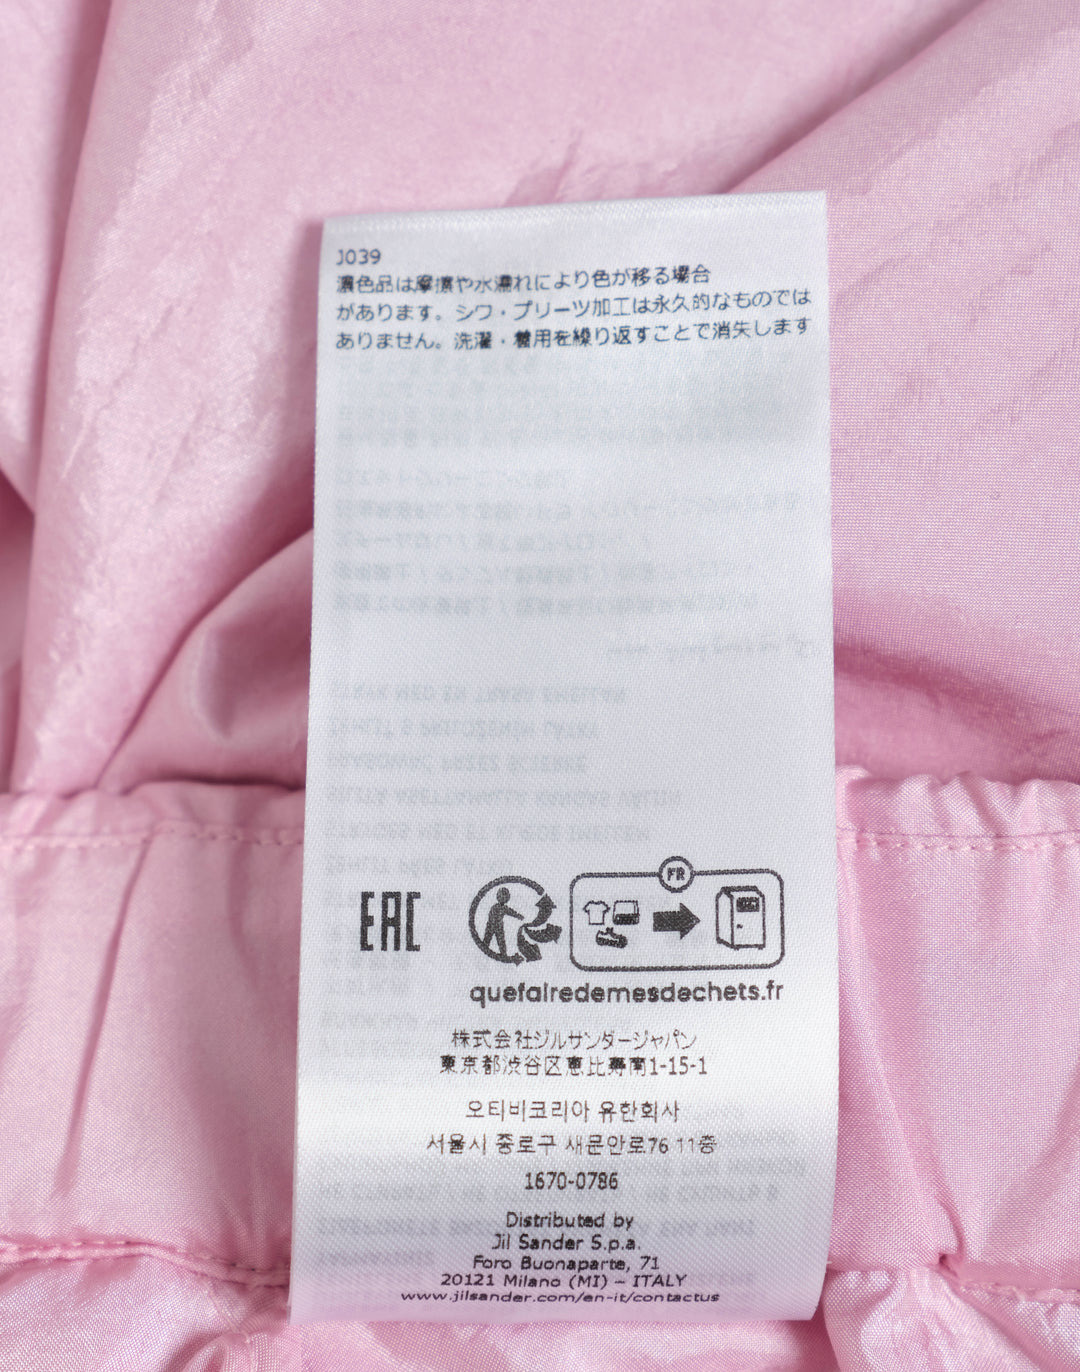 J039
濃色品は摩擦や水濡れにより色が移る場合
があります。シワ・プリーツ加工は永久的なものでは
ありません。洗濯・着用を繰り返すことで消失します
EAC
FR
quefairedemesdechets.fr
株式会社ジルサンダージャパン
東京都渋谷区恵比寿南1-15-1
오티비코리아 유한회사
서울시 종로구 새문안로76 11층
1670-0786
Distributed by
Jil Sander S.p.a.
Foro Buonaparte, 71
20121 Milano (MI) – ITALY
www.jilsander.com/en-it/contactus